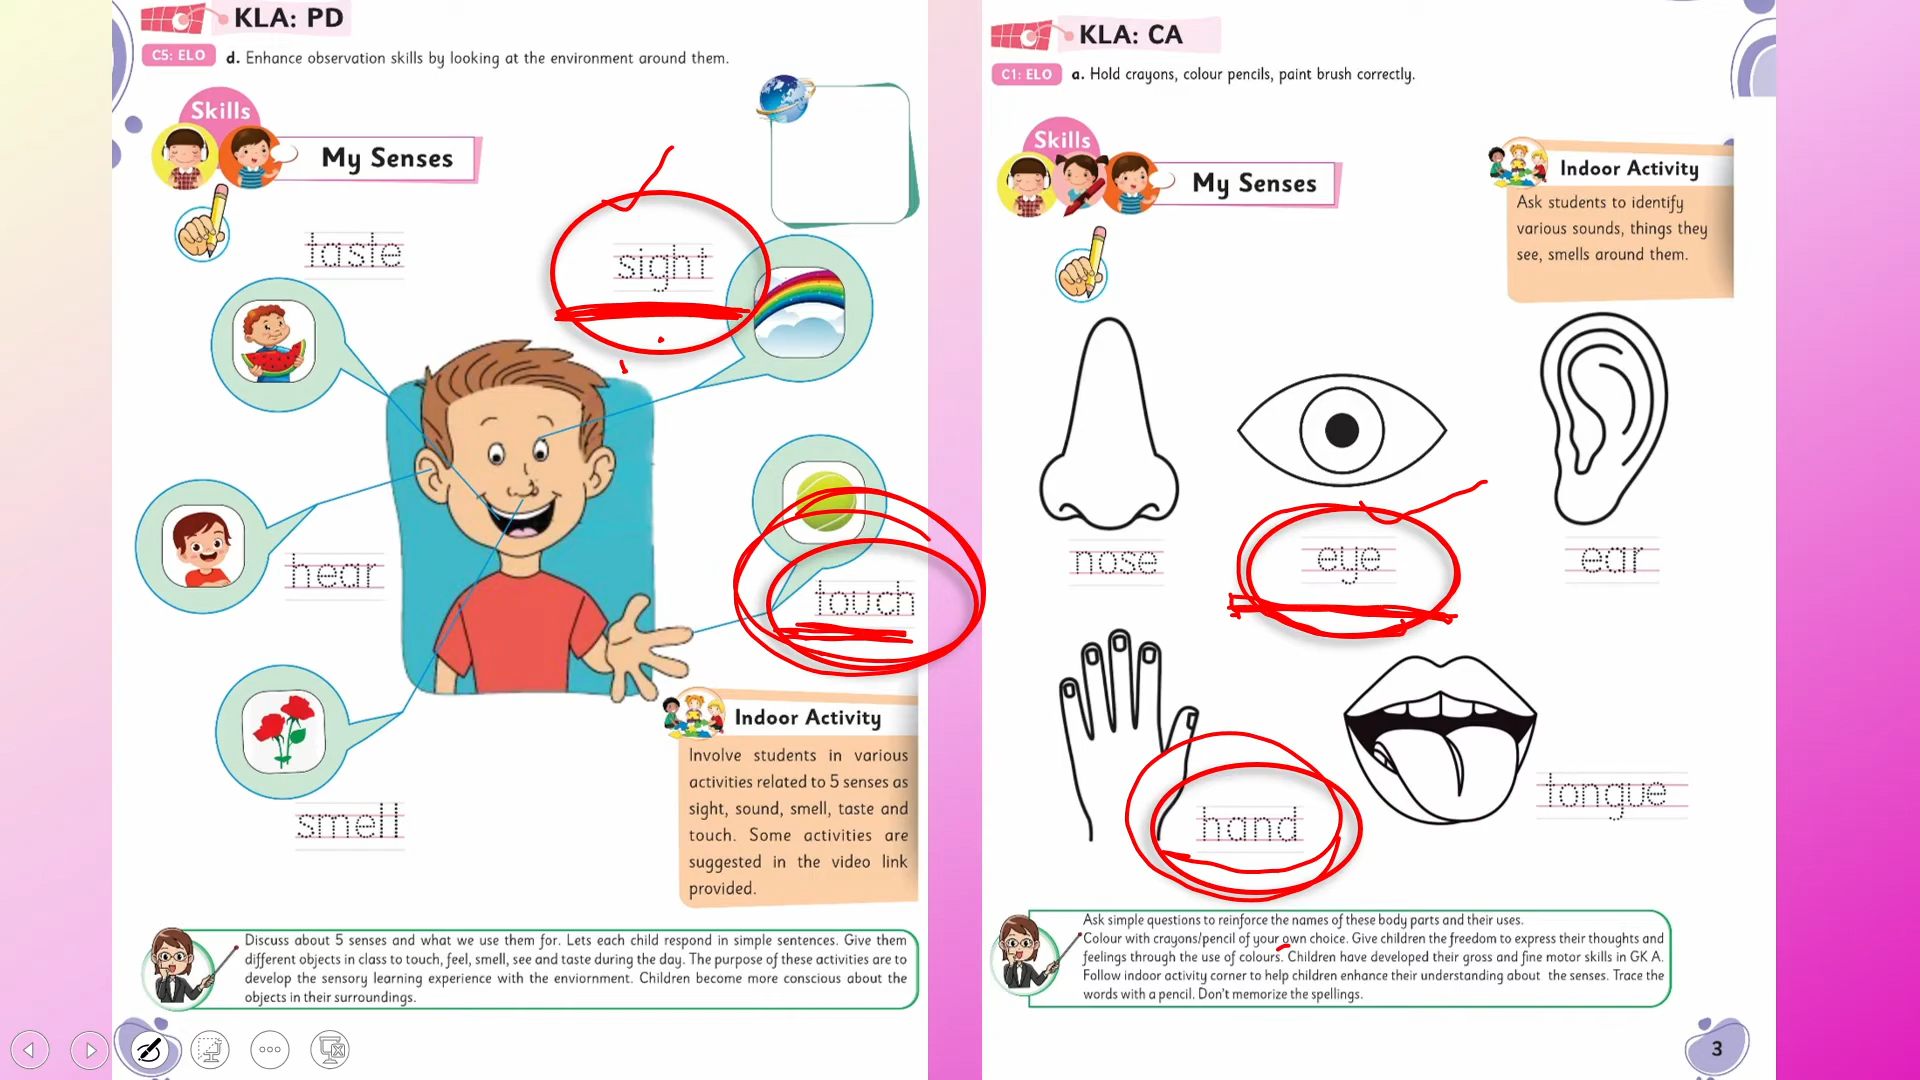 KLA: PD
C5: ELO
d. Enhance observation skills by looking at the environment around them.
Skills
My Senses
taste
sight
hear
touch
smell
Indoor Activity
Involve students in various
activities related to 5 senses as
sight, sound, smell, taste and
touch. Some activities are
suggested in the video link
provided.
Discuss about 5 senses and what we use them for. Lets each child respond in simple sentences. Give them
different objects in class to touch, feel, smell, see and taste during the day. The purpose of these activities are to
develop the sensory learning experience with the enviornment. Children become more conscious about the
objects in their surroundings.
KLA: CA
C1: ELO
a. Hold crayons, colour pencils, paint brush correctly.
Skills
My Senses
Indoor Activity
Ask students to identify
various sounds, things they
see, smells around them.
nose
eye
ear
hand
tongue
Ask simple questions to reinforce the names of these body parts and their uses.
Colour with crayons/pencil of your own choice. Give children the freedom to express their thoughts and
feelings through the use of colours. Children have developed their gross and fine motor skills in GK A.
Follow indoor activity corner to help children enhance their understanding about the senses. Trace the
words with a pencil. Don't memorize the spellings.
3